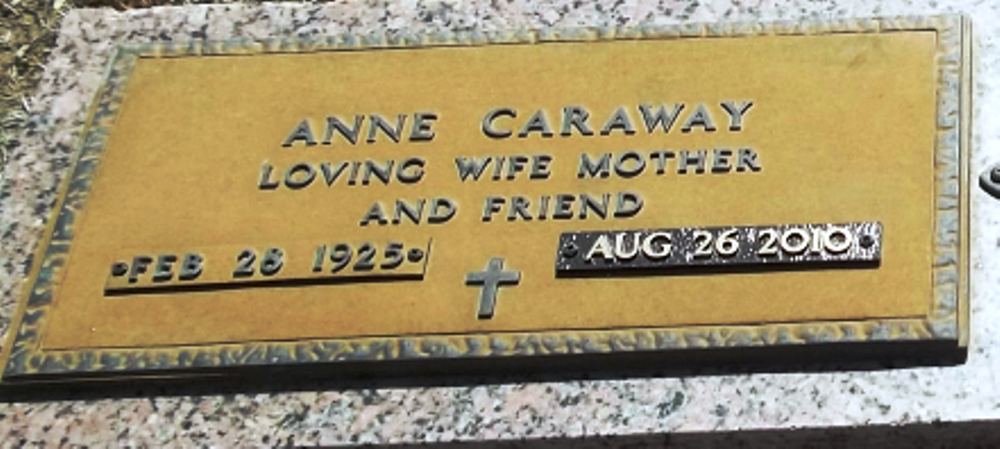 ANNE CARAWAY
LOVING WIFE MOTHER
AND FRIEND
FEB 28 1925
AUG 26 2010